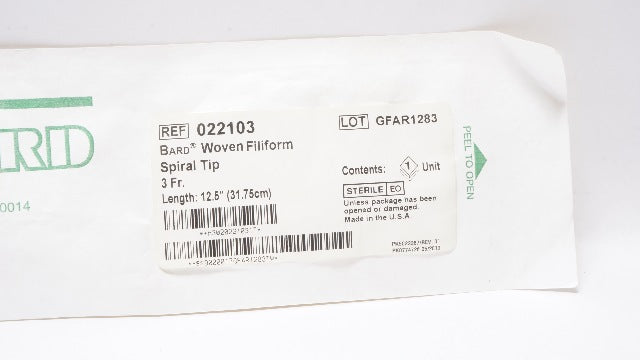 REF 022103
BARD® Woven Filiform
Spiral Tip
3 Fr.
Length: 12.5" (31.75cm)
LOT GFAR1283
Contents: 1 Unit
STERILE EO
Unless package has been
opened or damaged.
Made in the U.S.A
PEEL TO OPEN
RD
0014